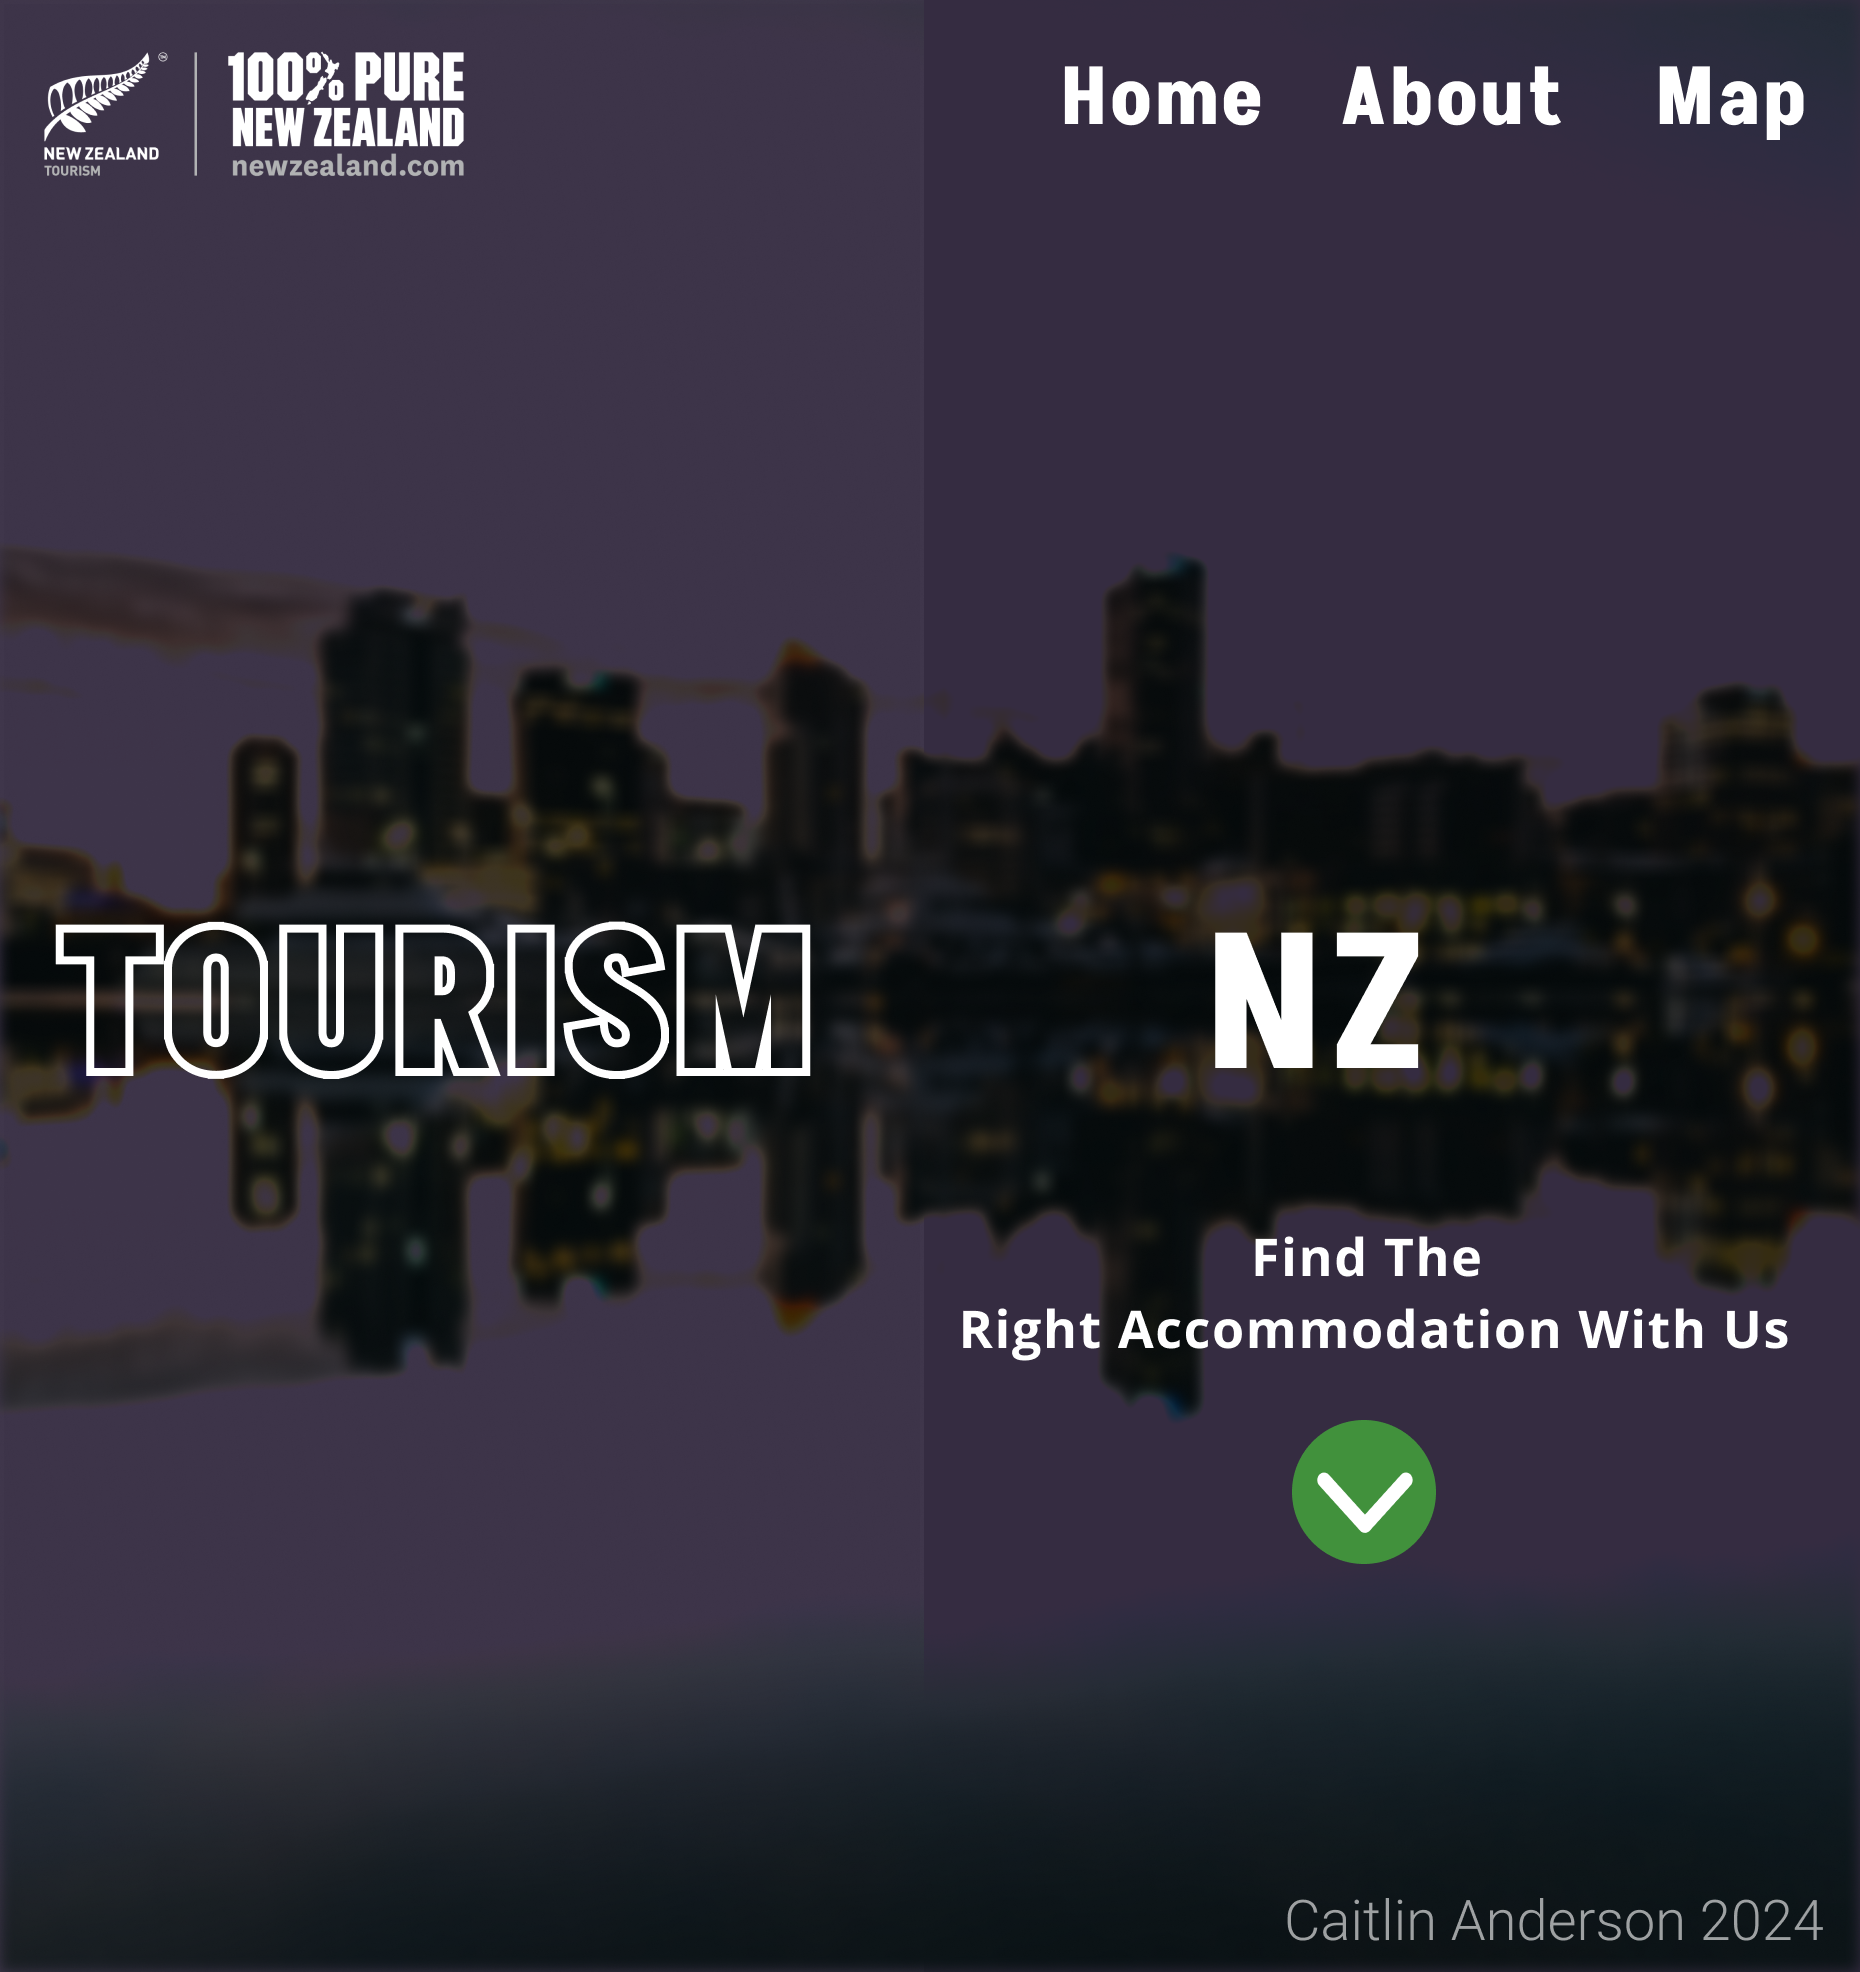 NEW ZEALAND
TOURISM
100% PURE
NEW ZEALAND
newzealand.com
Home About Map
TOURISM NZ
Find The
Right Accommodation With Us
Caitlin Anderson 2024